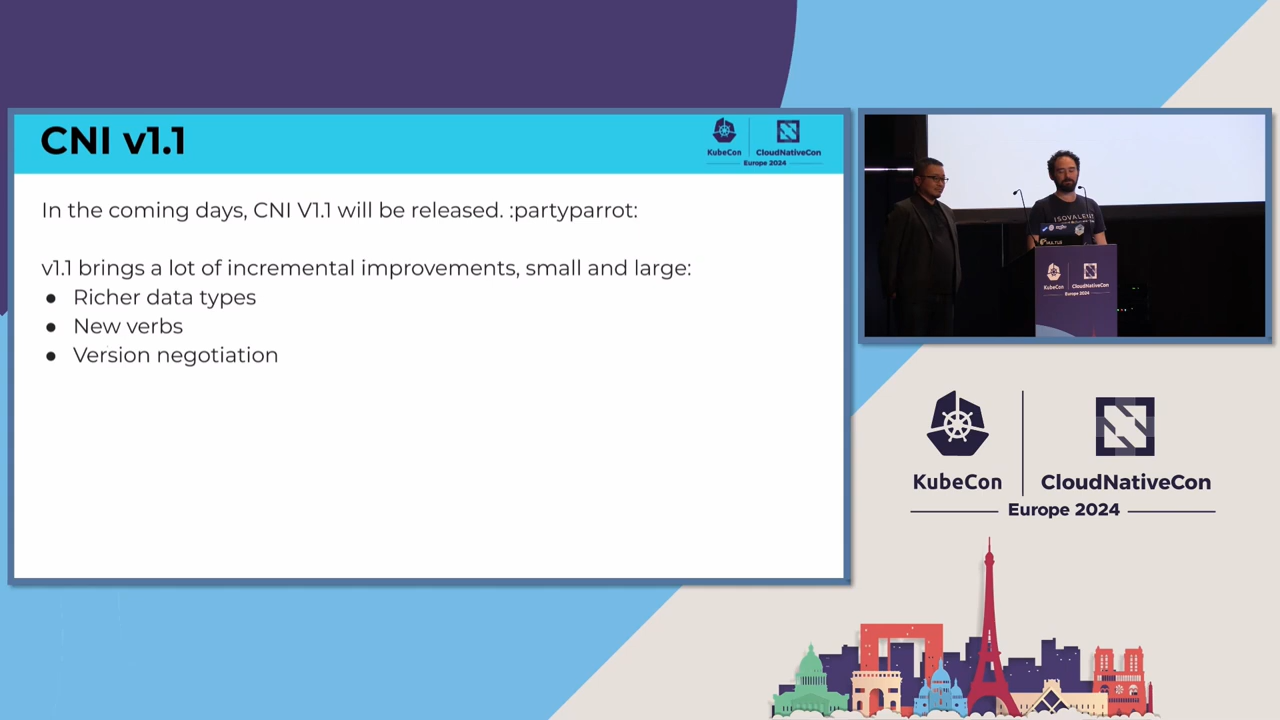 CNI v1.1
KubeCon
CloudNativeCon
Europe 2024
In the coming days, CNI V1.1 will be released. :partyparrot:
v1.1 brings a lot of incremental improvements, small and large:
● Richer data types
● New verbs
● Version negotiation
ISOVALENT
MULTUS
KubeCon
CloudNativeCon
Europe 2024
KubeCon
CloudNativeCon
Europe 2024